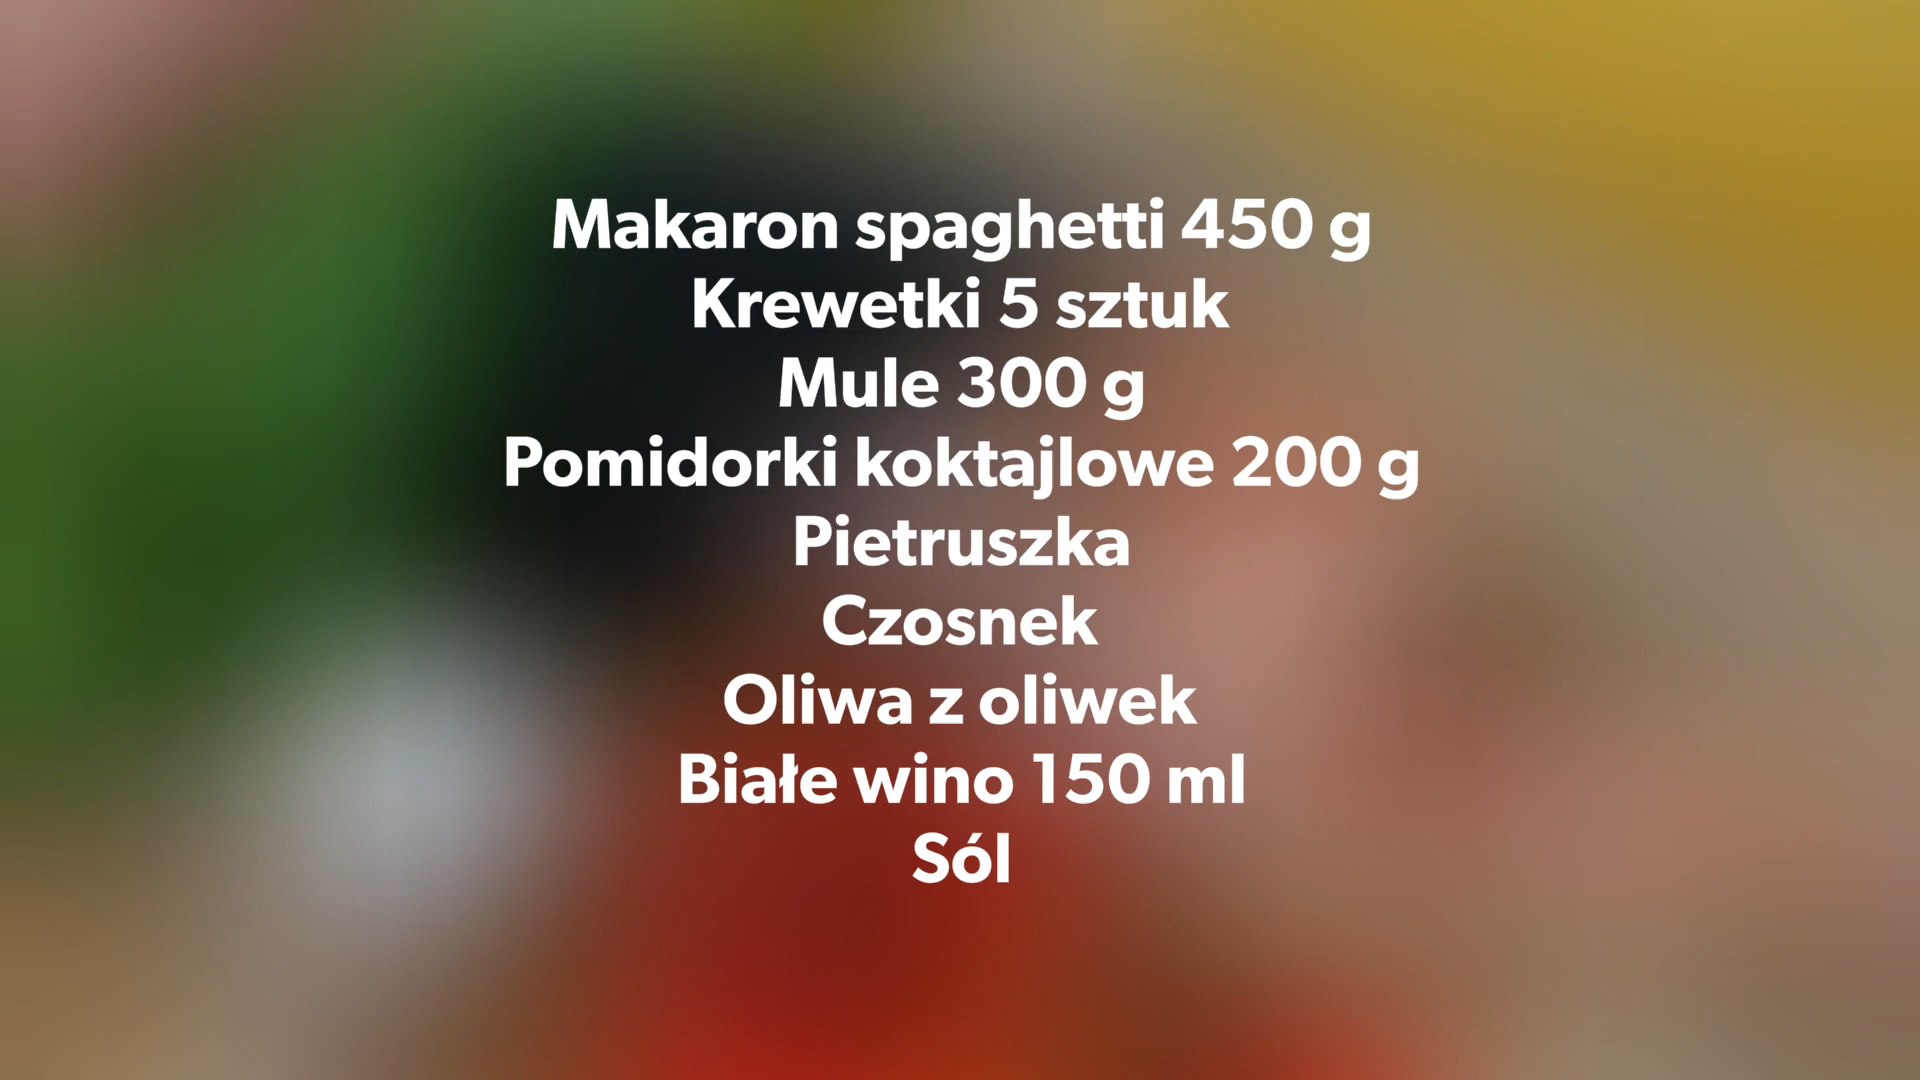 Makaron spaghetti 450 g
Krewetki 5 sztuk
Mule 300 g
Pomidorki koktajlowe 200 g
Pietruszka
Czosnek
Oliwa z oliwek
Białe wino 150 ml
Sól